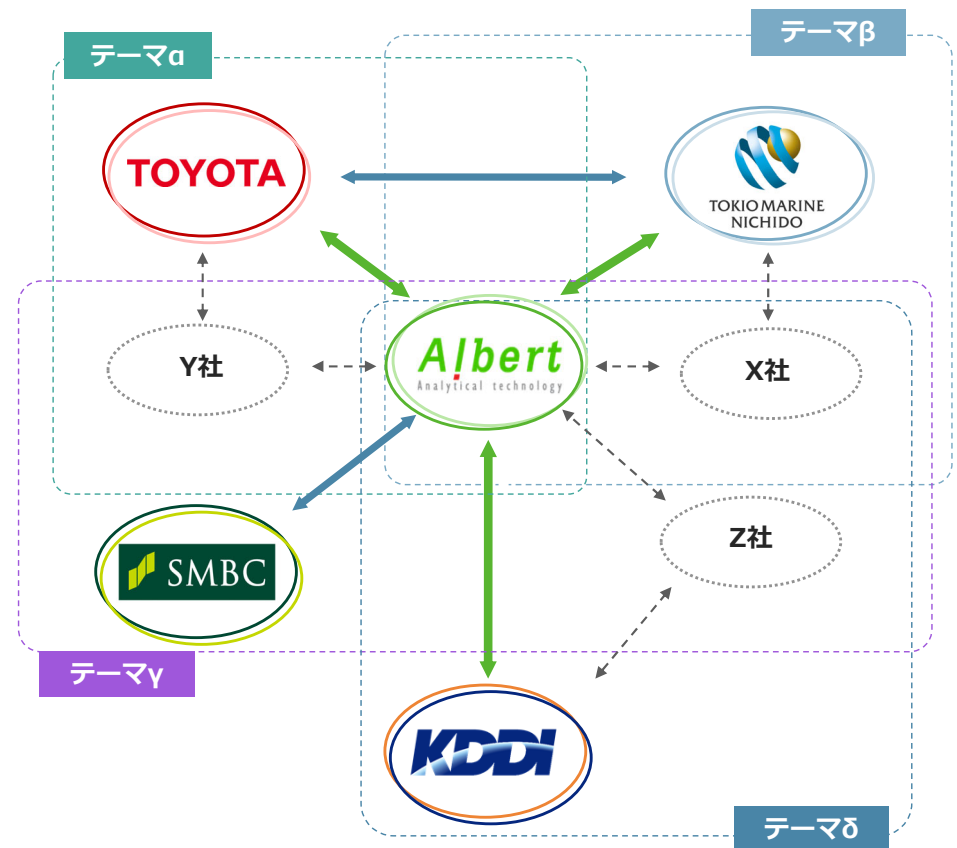 テーマα
テーマβ
TOYOTA
TOKIO MARINE
NICHIDO
Y社
Albert
Analytical technology
X社
Z社
SMBC
テーマγ
KDDI
テーマδ